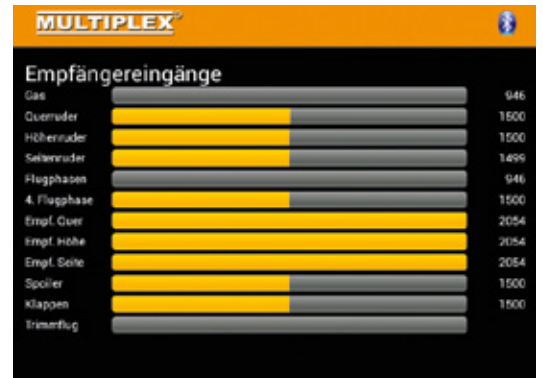 MULTIPLEX®
Empfängereingänge
Gas 946
Querruder 1500
Höhenruder 1500
Seitenruder 1499
Flugphasen 946
4. Flugphase 1500
Empf. Quer 2054
Empf. Höhe 2054
Empf. Seite 2054
Spoiler 1500
Klappen 1500
Trimmflug